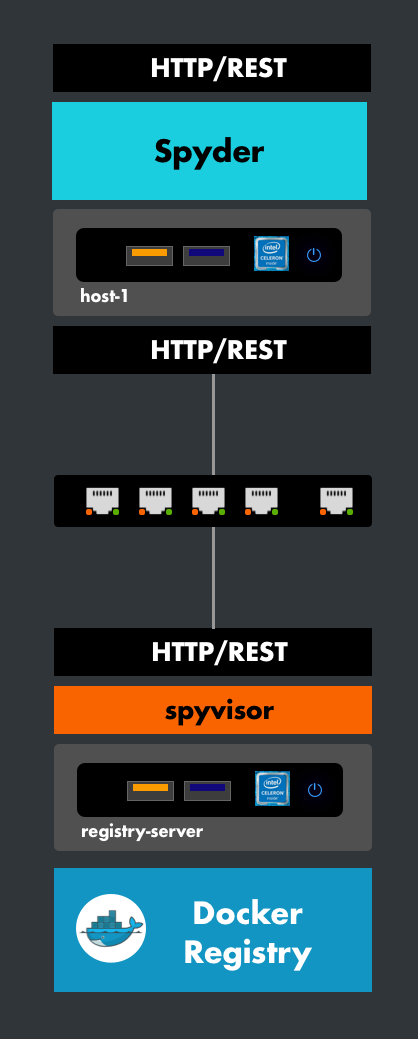 HTTP/REST
Spyder
intel
CELERON
inside
host-1
HTTP/REST
HTTP/REST
spyvisor
intel
CELERON
inside
registry-server
Docker
Registry